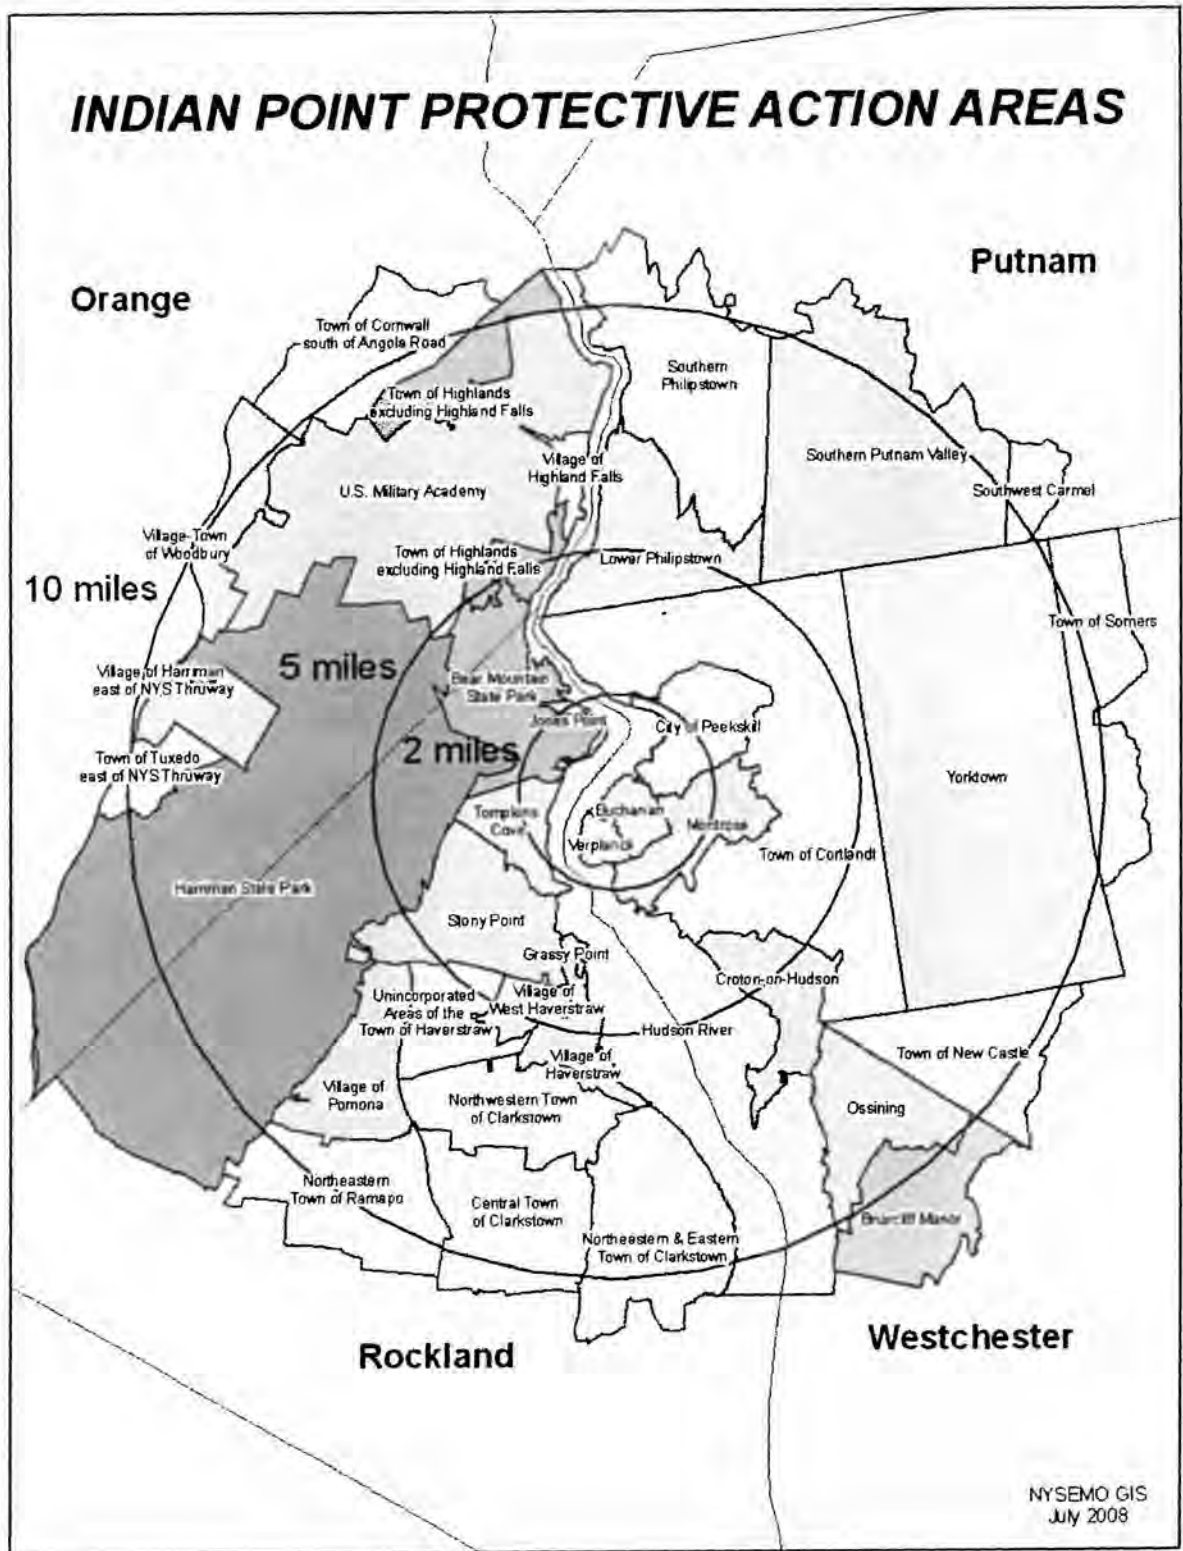 INDIAN POINT PROTECTIVE ACTION AREAS
Putnam
Orange
Town of Cornwall
south of Angola Road
Southern
Philipstown
Town of Highlands
excluding Highland Falls
Southern Putnam Valley
Village of
Highland Falls
U.S. Military Academy
Southwest Carmel
Village-Town
of Woodbury
Town of Highlands
excluding Highland Falls
Lower Philipstown
10 miles
Town of Somers
5 miles
Village of Harriman
east of NYS Thruway
Bear Mountain
State Park
Jones Point
City of Peekskill
2 miles
Town of Tuxedo
east of NYS Thruway
Yorktown
Tompkins
Cove
Buchanan
Montrose
Verplanck
Town of Cortlandt
Harriman State Park
Stony Point
Grassy Point
Croton-on-Hudson
Unincorporated
Areas of the
Town of Haverstraw
Village of
West Haverstraw
Hudson River
Village of
Haverstraw
Town of New Castle
Village of
Pomona
Northwestern Town
of Clarkstown
Ossining
Northeastern
Town of Ramapo
Central Town
of Clarkstown
Briarcliff Manor
Northeastern & Eastern
Town of Clarkstown
Rockland
Westchester
NYSEMO GIS
July 2008